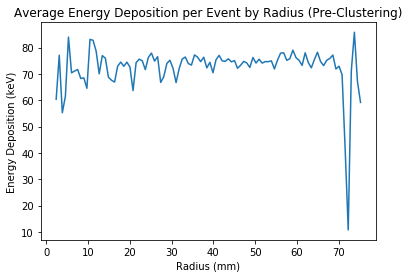 Average Energy Deposition per Event by Radius (Pre-Clustering)
80
70
60
50
40
30
20
10
Energy Deposition (keV)
0 10 20 30 40 50 60 70
Radius (mm)